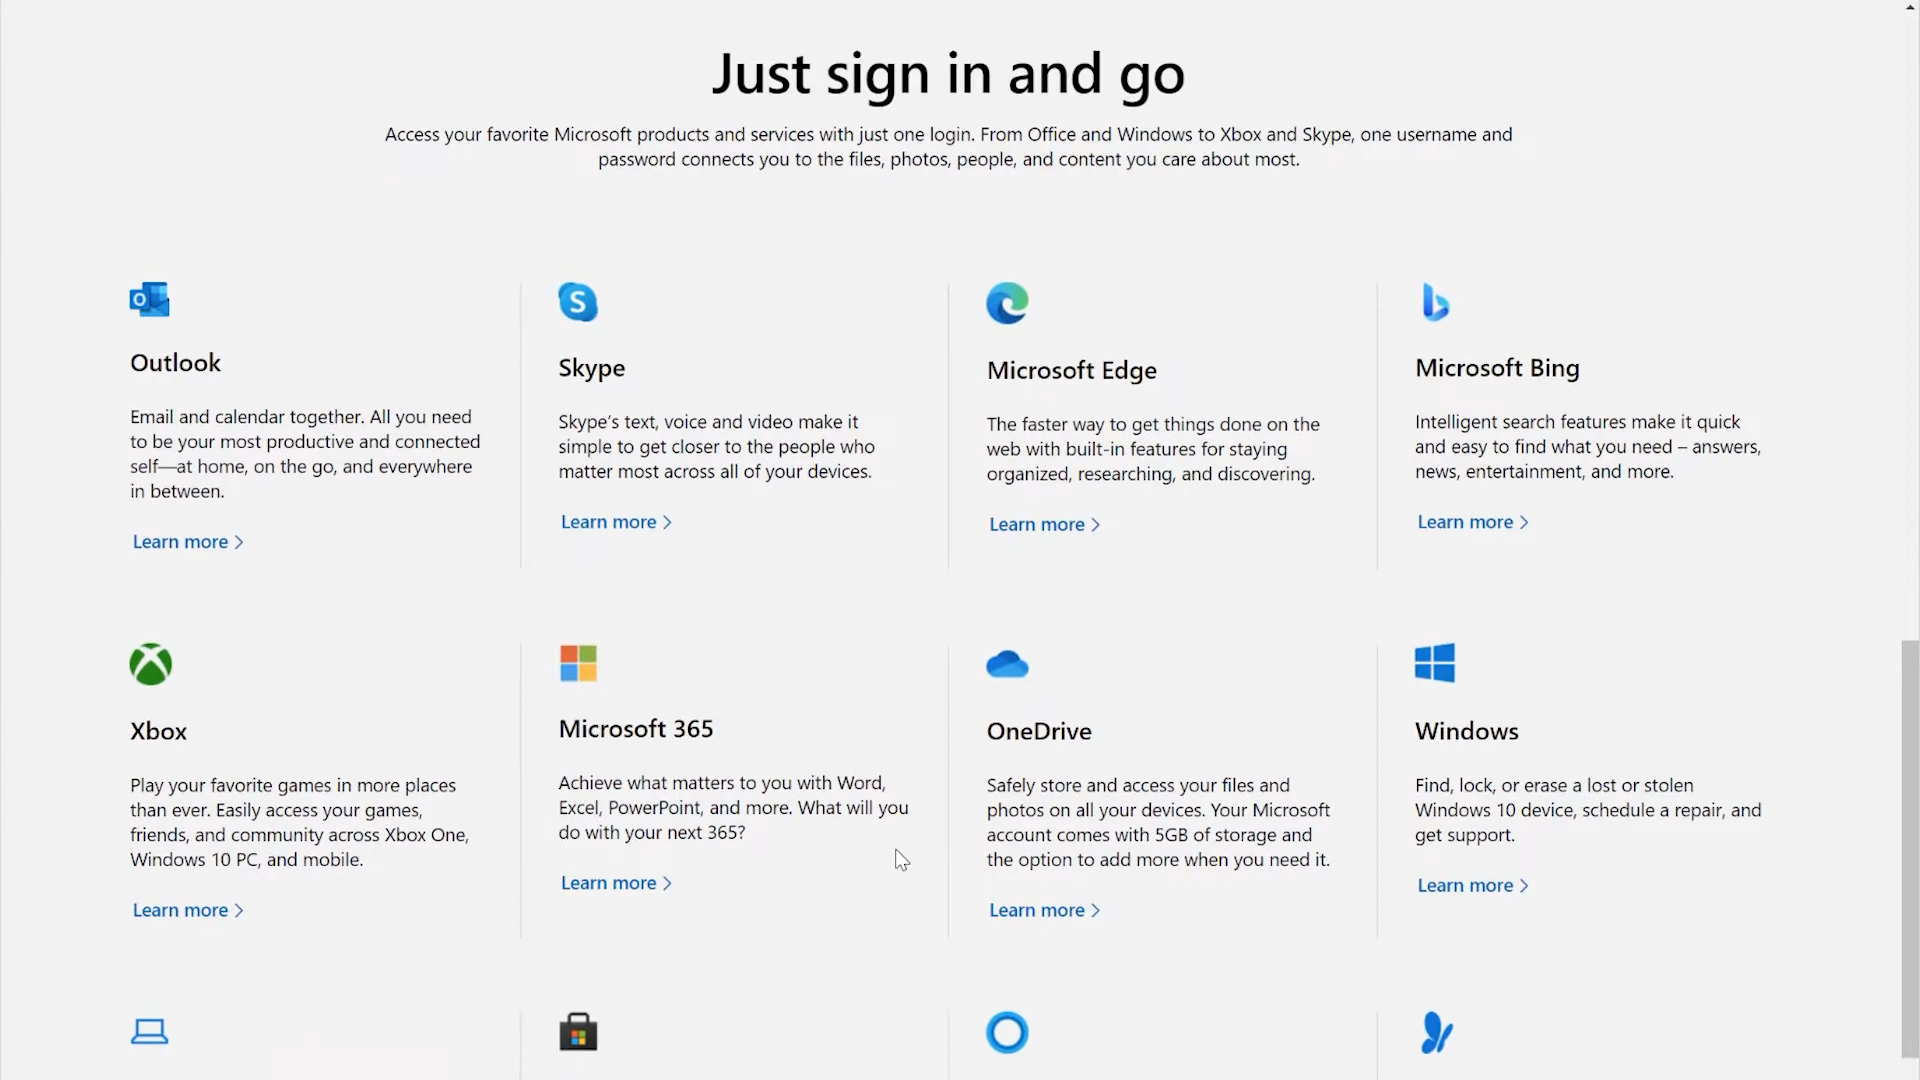 Just sign in and go
Access your favorite Microsoft products and services with just one login. From Office and Windows to Xbox and Skype, one username and
password connects you to the files, photos, people, and content you care about most.
Outlook
Email and calendar together. All you need
to be your most productive and connected
self—at home, on the go, and everywhere
in between.
Learn more
Skype
Skype's text, voice and video make it
simple to get closer to the people who
matter most across all of your devices.
Learn more
Microsoft Edge
The faster way to get things done on the
web with built-in features for staying
organized, researching, and discovering.
Learn more
Microsoft Bing
Intelligent search features make it quick
and easy to find what you need – answers,
news, entertainment, and more.
Learn more
Xbox
Play your favorite games in more places
than ever. Easily access your games,
friends, and community across Xbox One,
Windows 10 PC, and mobile.
Learn more
Microsoft 365
Achieve what matters to you with Word,
Excel, PowerPoint, and more. What will you
do with your next 365?
Learn more
OneDrive
Safely store and access your files and
photos on all your devices. Your Microsoft
account comes with 5GB of storage and
the option to add more when you need it.
Learn more
Windows
Find, lock, or erase a lost or stolen
Windows 10 device, schedule a repair, and
get support.
Learn more